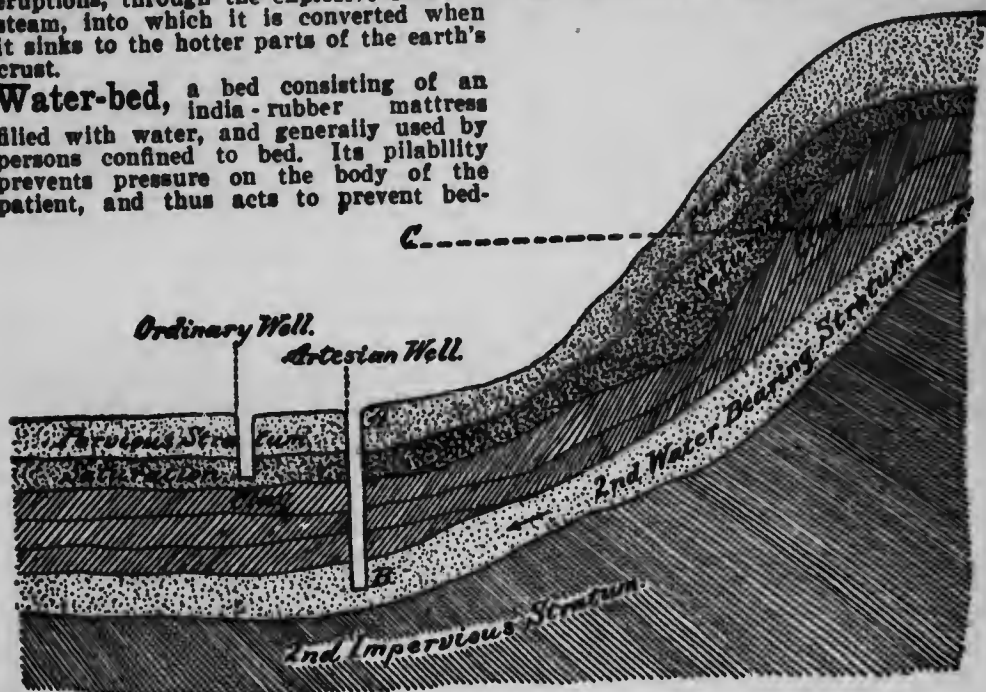 eruptions, through the
steam, into which it is converted when
it sinks to the hotter parts of the earth's
crust.
Water-bed, a bed consisting of an
india-rubber mattress
filled with water, and generally used by
persons confined to bed. Its pilability
prevents pressure on the body of the
patient, and thus acts to prevent bed-
C
Ordinary Well.
Artesian Well.
A
Pervious Stratum
2nd Water Bearing Stratum
B
2nd Impervious Stratum.